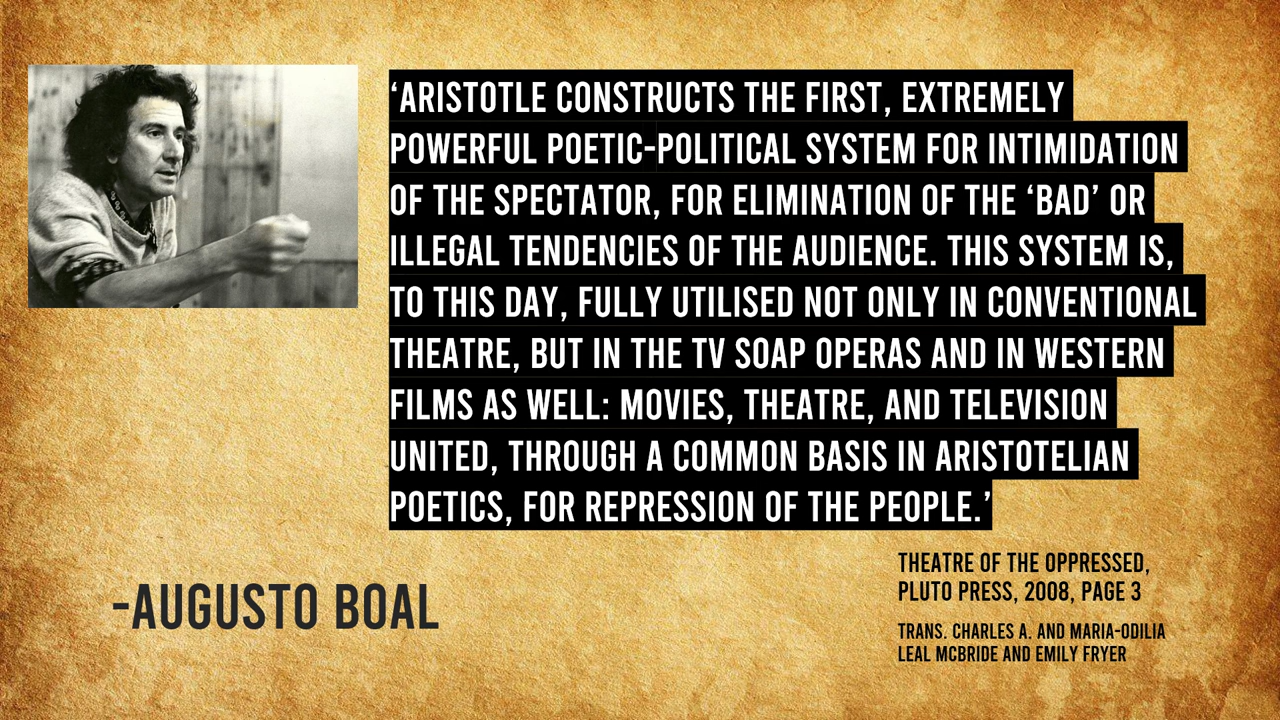 ‘ARISTOTLE CONSTRUCTS THE FIRST, EXTREMELY
POWERFUL POETIC-POLITICAL SYSTEM FOR INTIMIDATION
OF THE SPECTATOR, FOR ELIMINATION OF THE ‘BAD’ OR
ILLEGAL TENDENCIES OF THE AUDIENCE. THIS SYSTEM IS,
TO THIS DAY, FULLY UTILISED NOT ONLY IN CONVENTIONAL
THEATRE, BUT IN THE TV SOAP OPERAS AND IN WESTERN
FILMS AS WELL: MOVIES, THEATRE, AND TELEVISION
UNITED, THROUGH A COMMON BASIS IN ARISTOTELIAN
POETICS, FOR REPRESSION OF THE PEOPLE.’
-AUGUSTO BOAL
THEATRE OF THE OPPRESSED,
PLUTO PRESS, 2008, PAGE 3
TRANS. CHARLES A. AND MARIA-ODILIA
LEAL MCBRIDE AND EMILY FRYER